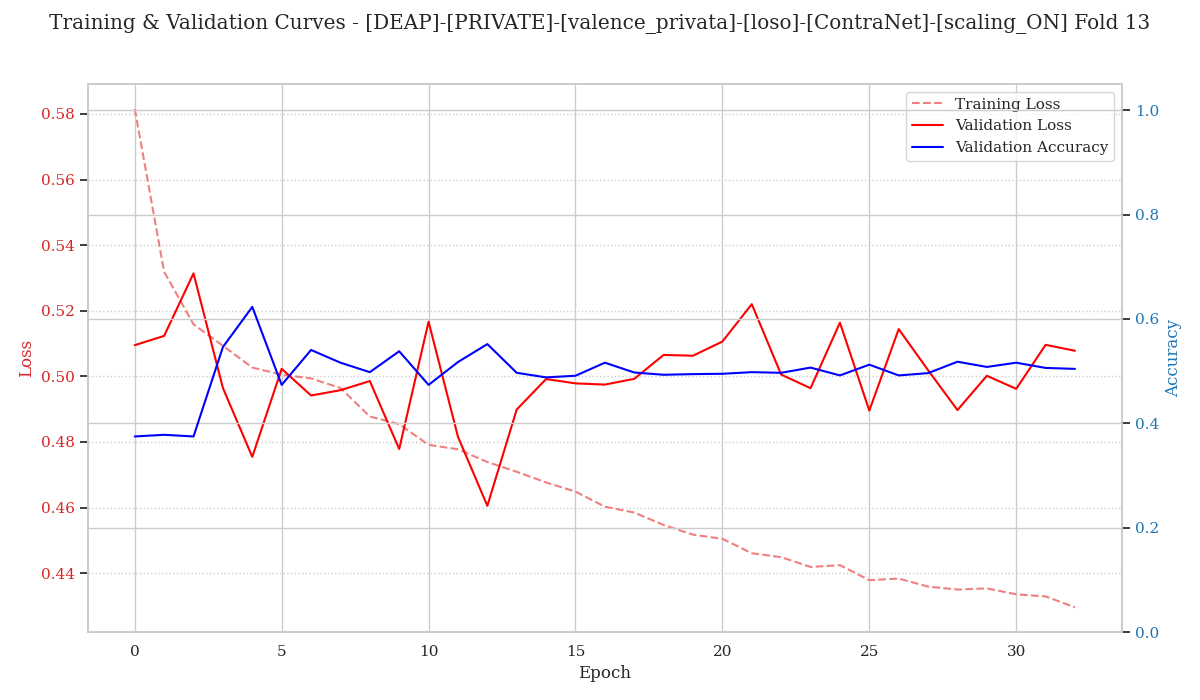 Training & Validation Curves - [DEAP]-[PRIVATE]-[valence_privata]-[loso]-[ContraNet]-[scaling_ON] Fold 13
Training Loss
Validation Loss
Validation Accuracy
Loss
0.58
0.56
0.54
0.52
0.50
0.48
0.46
0.44
1.0
0.8
0.6
0.4
0.2
0.0
Accuracy
0 5 10 15 20 25 30
Epoch